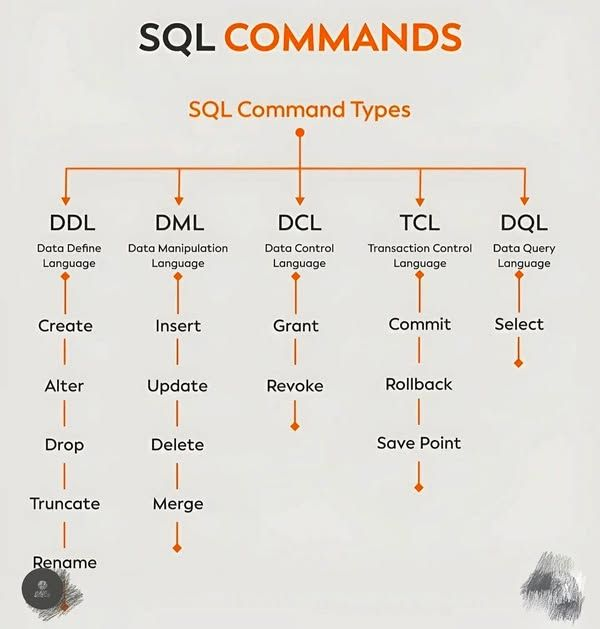 SQL COMMANDS
SQL Command Types
DDL
Data Define
Language
Create
Alter
Drop
Truncate
Rename
DML
Data Manipulation
Language
Insert
Update
Delete
Merge
DCL
Data Control
Language
Grant
Revoke
TCL
Transaction Control
Language
Commit
Rollback
Save Point
DQL
Data Query
Language
Select